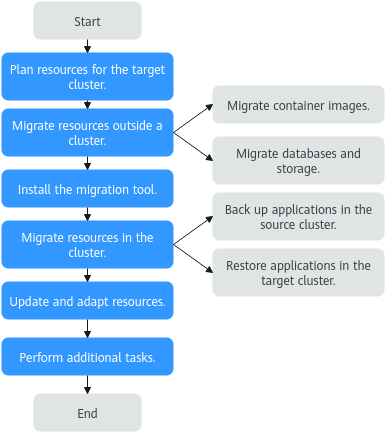 Start
Plan resources for the target
cluster.
Migrate resources outside a
cluster.
Migrate container images.
Migrate databases and
storage.
Install the migration tool.
Migrate resources in the
cluster.
Back up applications in the
source cluster.
Restore applications in the
target cluster.
Update and adapt resources.
Perform additional tasks.
End